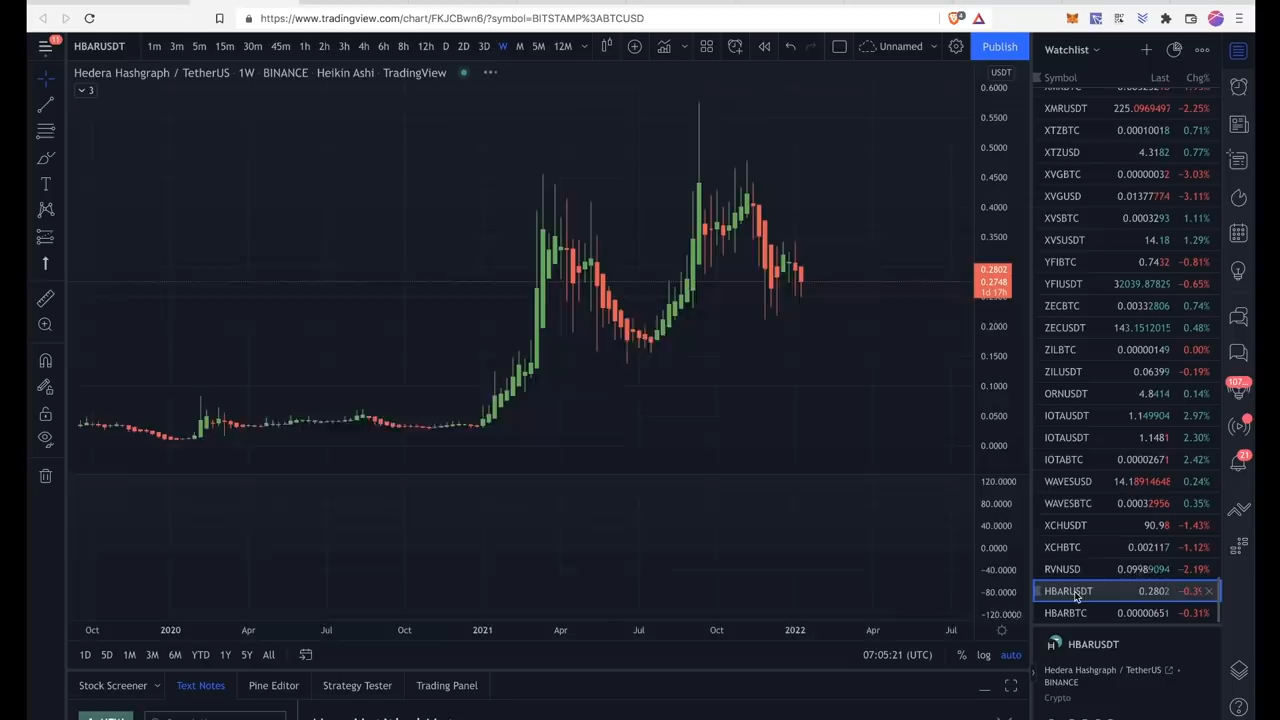 https://www.tradingview.com/chart/FKJCBwn6/?symbol=BITSTAMP%3ABTCUSD
4
11
HBARUSDT 1m 3m 5m 15m 30m 45m 1h 2h 3h 4h 6h 8h 12h D 2D 3D W M 5M 12M Unnamed Publish
Watchlist
Hedera Hashgraph / TetherUS · 1W · BINANCE · Heikin Ashi · TradingView
3
USDT
0.6000
0.5500
0.5000
0.4500
0.4000
0.3500
0.2802
0.2748
1d 17h
0.2000
0.1500
0.1000
0.0500
0.0000
120.0000
80.0000
40.0000
0.0000
−40.0000
−80.0000
−120.0000
Oct 2020 Apr Jul Oct 2021 Apr Jul Oct 2022 Apr Jul
1D 5D 1M 3M 6M YTD 1Y 5Y All 07:05:21 (UTC) % log auto
Stock Screener Text Notes Pine Editor Strategy Tester Trading Panel
Symbol Last Chg%
XMRUSDT 225.0969497 −2.25%
XTZBTC 0.00010018 0.71%
XTZUSD 4.3182 0.77%
XVGBTC 0.00000032 −3.03%
XVGUSD 0.01377774 −3.11%
XVSBTC 0.0003293 1.11%
XVSUSDT 14.18 1.29%
YFIBTC 0.7432 −0.81%
YFIUSDT 32039.87829 −0.65%
ZECBTC 0.00332806 0.74%
ZECUSDT 143.1512015 0.48%
ZILBTC 0.00000149 0.00%
ZILUSDT 0.06399 −0.19%
ORNUSDT 4.8414 0.14%
IOTAUSDT 1.149904 2.97%
IOTAUSDT 1.1481 2.30%
IOTABTC 0.00002671 2.42%
WAVESUSD 14.18914648 0.24%
WAVESBTC 0.00032956 0.35%
XCHUSDT 90.98 −1.43%
XCHBTC 0.002117 −1.12%
RVNUSD 0.09989094 −2.19%
HBARUSDT 0.2802 −0.39
HBARBTC 0.00000651 −0.31%
HBARUSDT
Hedera Hashgraph / TetherUS •
BINANCE
Crypto
107...
21